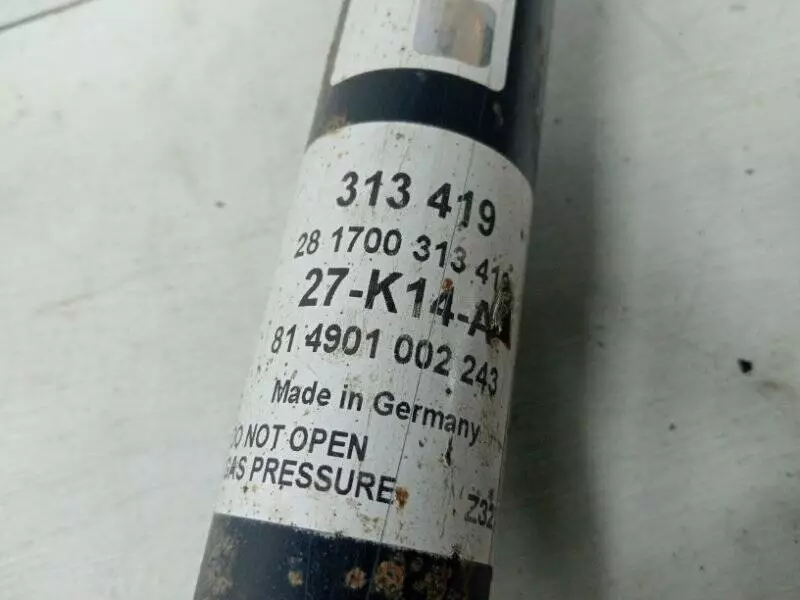 313 419
28 1700 313 41
27-K14-A
81 4901 002 243
Made in Germany
DO NOT OPEN
GAS PRESSURE
Z32